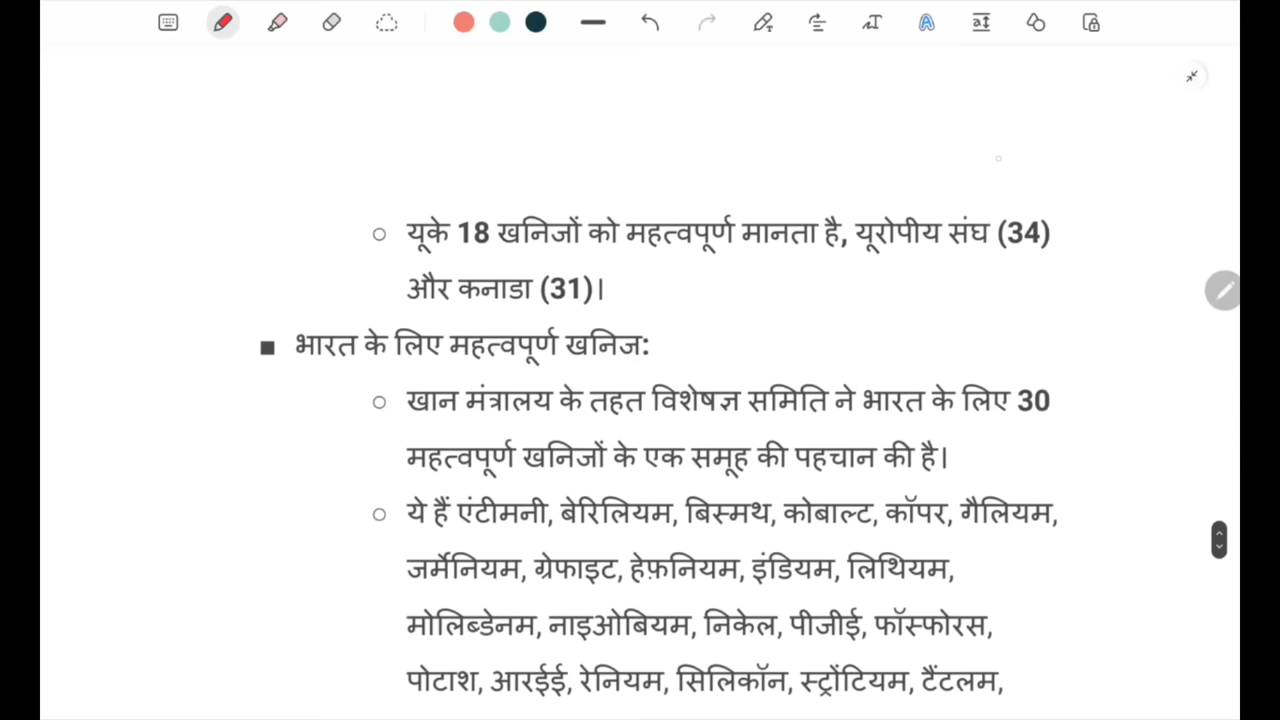 यूके 18 खनिजों को महत्वपूर्ण मानता है, यूरोपीय संघ (34)
और कनाडा (31)।
भारत के लिए महत्वपूर्ण खनिज:
खान मंत्रालय के तहत विशेषज्ञ समिति ने भारत के लिए 30
महत्वपूर्ण खनिजों के एक समूह की पहचान की है।
ये हैं एंटीमनी, बेरिलियम, बिस्मथ, कोबाल्ट, कॉपर, गैलियम,
जर्मेनियम, ग्रेफाइट, हेफ़नियम, इंडियम, लिथियम,
मोलिब्डेनम, नाइओबियम, निकेल, पीजीई, फॉस्फोरस,
पोटाश, आरईई, रेनियम, सिलिकॉन, स्ट्रोंटियम, टैंटलम,